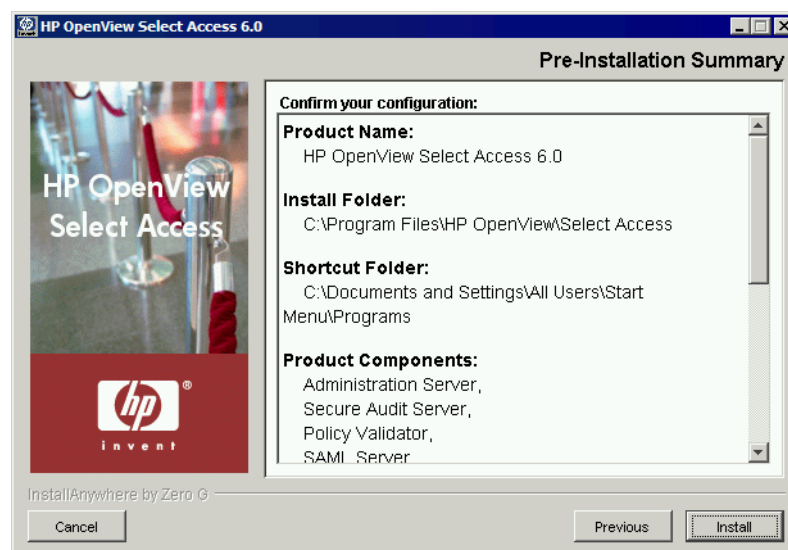 HP OpenView Select Access 6.0
Pre-Installation Summary
HP OpenView
Select Access
hp
®
invent
Confirm your configuration:
Product Name:
HP OpenView Select Access 6.0
Install Folder:
C:\Program Files\HP OpenView\Select Access
Shortcut Folder:
C:\Documents and Settings\All Users\Start
Menu\Programs
Product Components:
Administration Server,
Secure Audit Server,
Policy Validator,
SAML Server
InstallAnywhere by Zero G
Cancel
Previous
Install